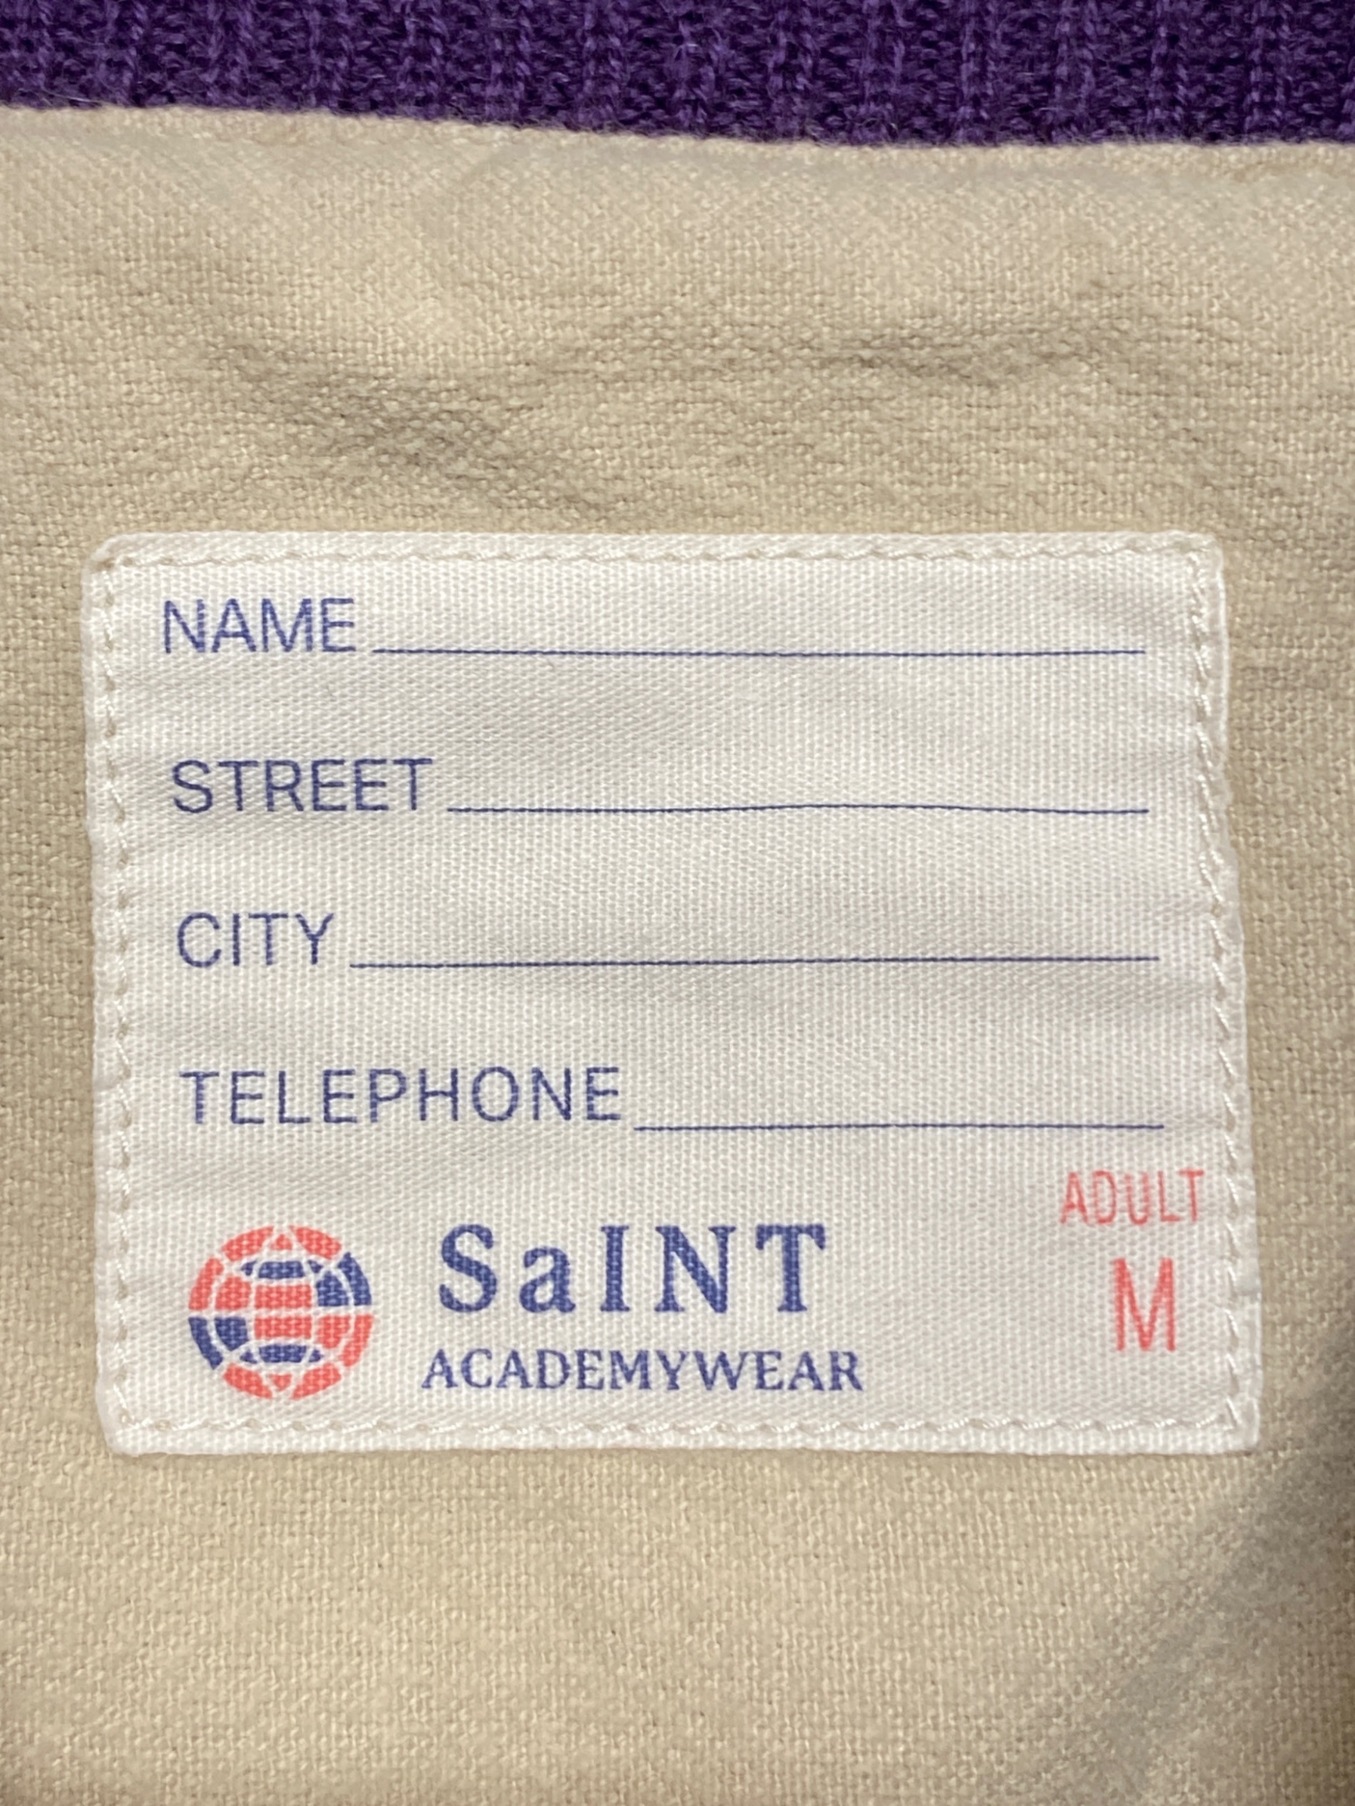 NAME
STREET
CITY
TELEPHONE
ADULT
M
SaINT
ACADEMYWEAR